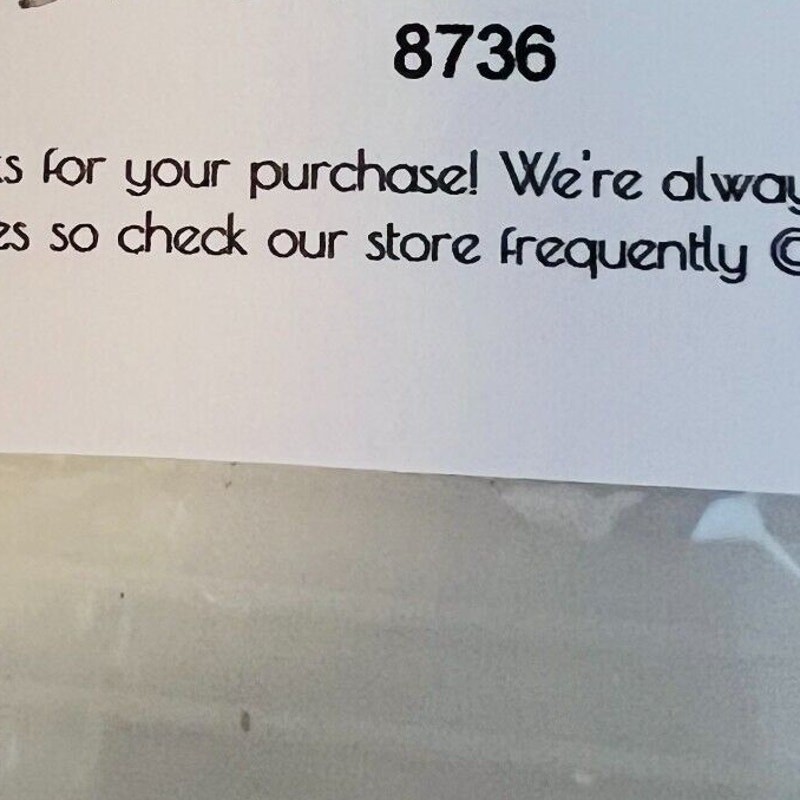 8736
for your purchase! We're
so check our store frequently